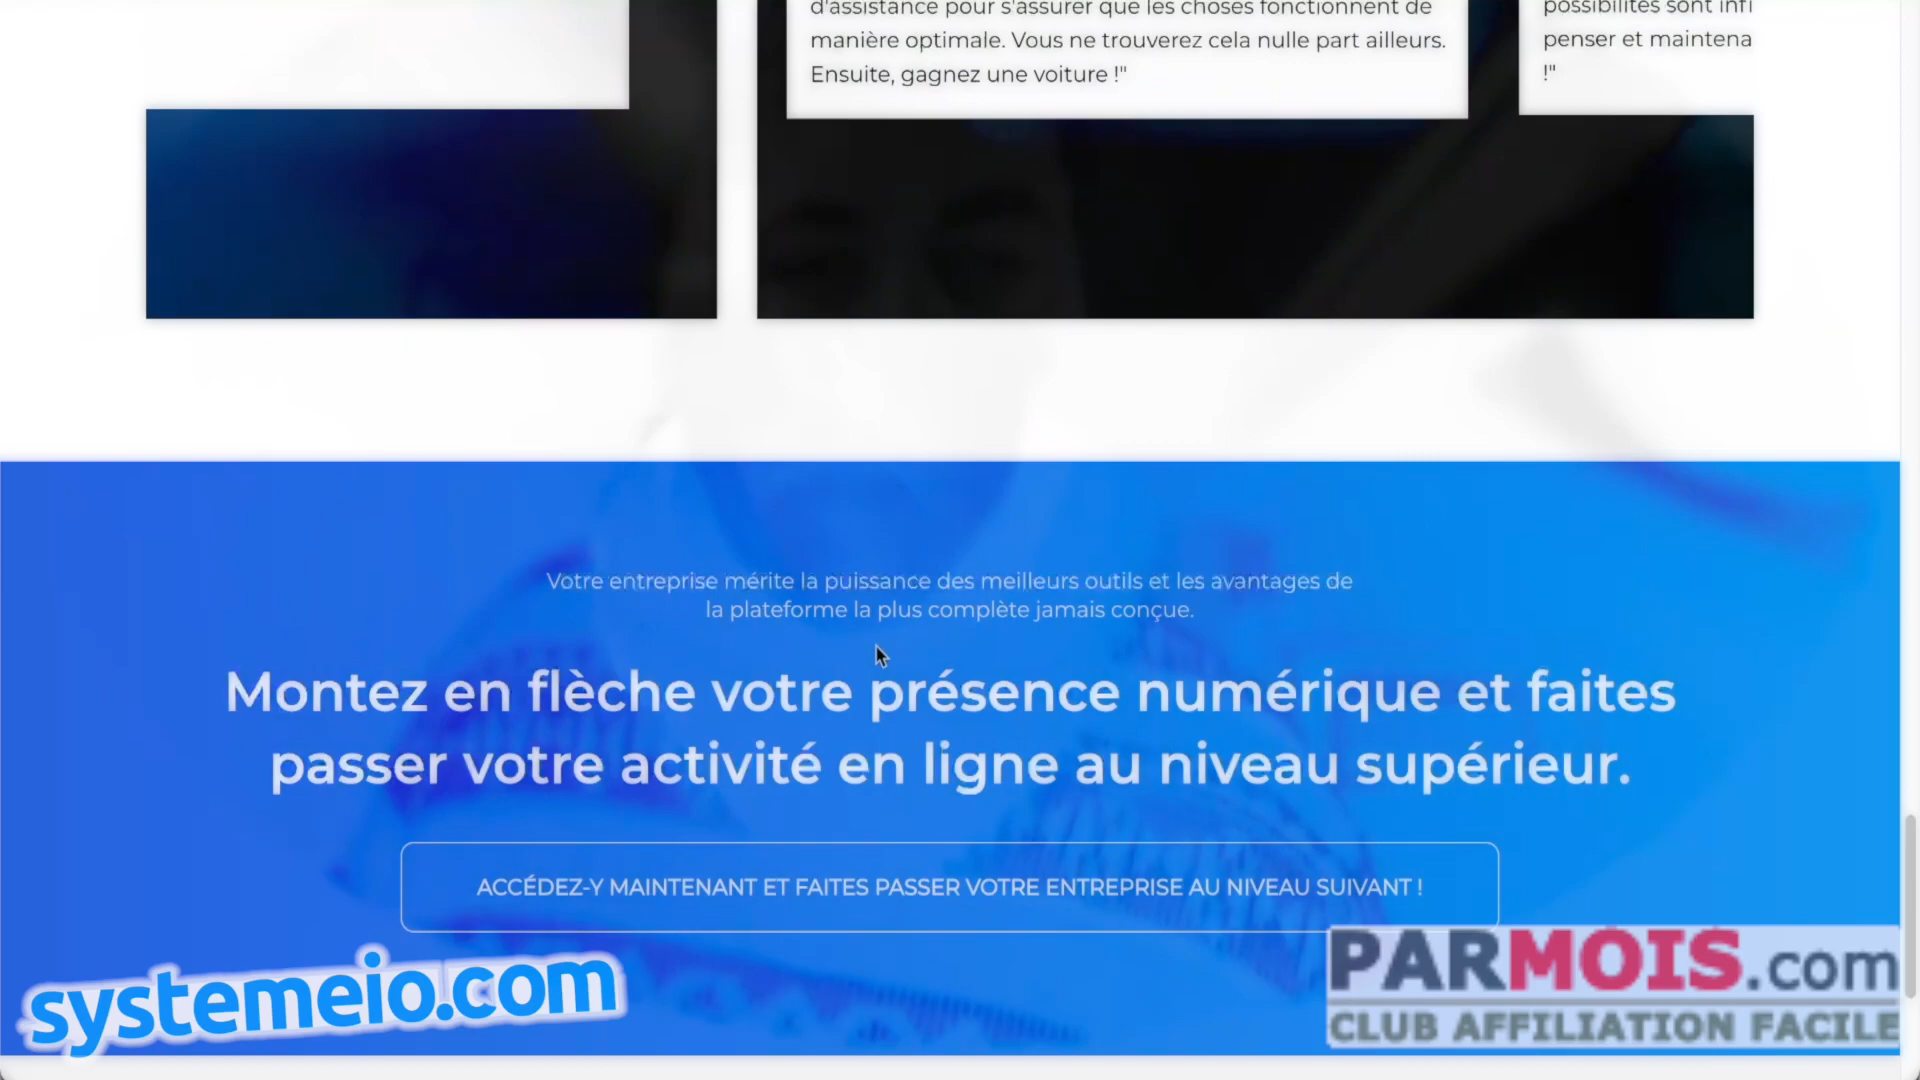 d'assistance pour s'assurer que les choses fonctionnent de
manière optimale. Vous ne trouverez cela nulle part ailleurs.
Ensuite, gagnez une voiture !"
possibilités sont infi
penser et maintena
!"
Votre entreprise mérite la puissance des meilleurs outils et les avantages de
la plateforme la plus complète jamais conçue.
Montez en flèche votre présence numérique et faites
passer votre activité en ligne au niveau supérieur.
ACCÉDEZ-Y MAINTENANT ET FAITES PASSER VOTRE ENTREPRISE AU NIVEAU SUIVANT !
systemeio.com
PARMOIS.com
CLUB AFFILIATION FACILE